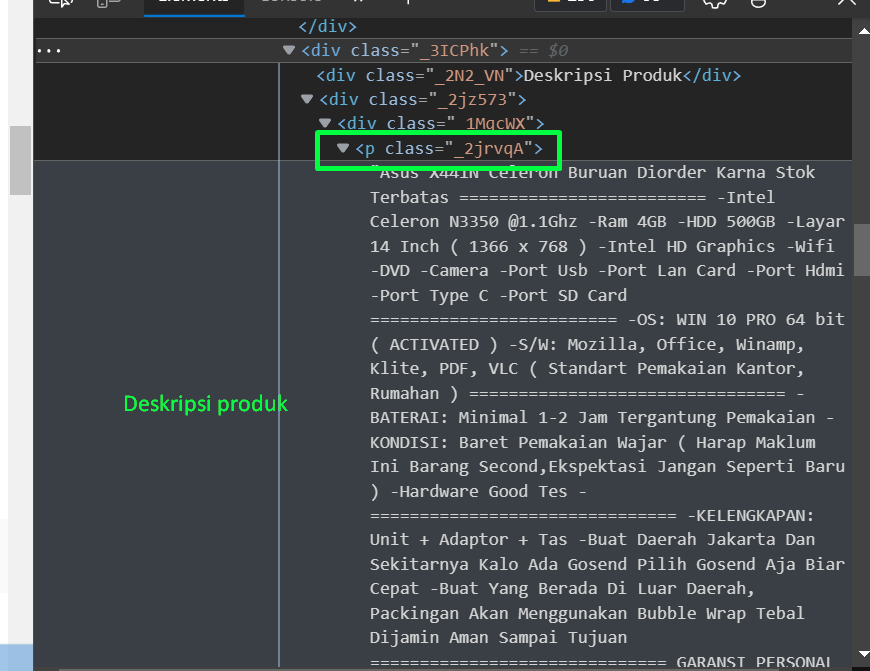 </div>
<div class="_3ICPhk"> == $0
<div class="_2N2_VN">Deskripsi Produk</div>
<div class="_2jz573">
<div class="_1MqcWX">
<p class="_2jrvqA">
"Asus X441N Celeron Buruan Diorder Karna Stok
Terbatas ========================= -Intel
Celeron N3350 @1.1Ghz -Ram 4GB -HDD 500GB -Layar
14 Inch ( 1366 x 768 ) -Intel HD Graphics -Wifi
-DVD -Camera -Port Usb -Port Lan Card -Port Hdmi
-Port Type C -Port SD Card
========================= -OS: WIN 10 PRO 64 bit
( ACTIVATED ) -S/W: Mozilla, Office, Winamp,
Klite, PDF, VLC ( Standart Pemakaian Kantor,
Rumahan ) ================================ -
BATERAI: Minimal 1-2 Jam Tergantung Pemakaian -
KONDISI: Baret Pemakaian Wajar ( Harap Maklum
Ini Barang Second,Ekspektasi Jangan Seperti Baru
) -Hardware Good Tes -
=============================== -KELENGKAPAN:
Unit + Adaptor + Tas -Buat Daerah Jakarta Dan
Sekitarnya Kalo Ada Gosend Pilih Gosend Aja Biar
Cepat -Buat Yang Berada Di Luar Daerah,
Packingan Akan Menggunakan Bubble Wrap Tebal
Dijamin Aman Sampai Tujuan
============================== GARANSI PERSONAL
Deskripsi produk